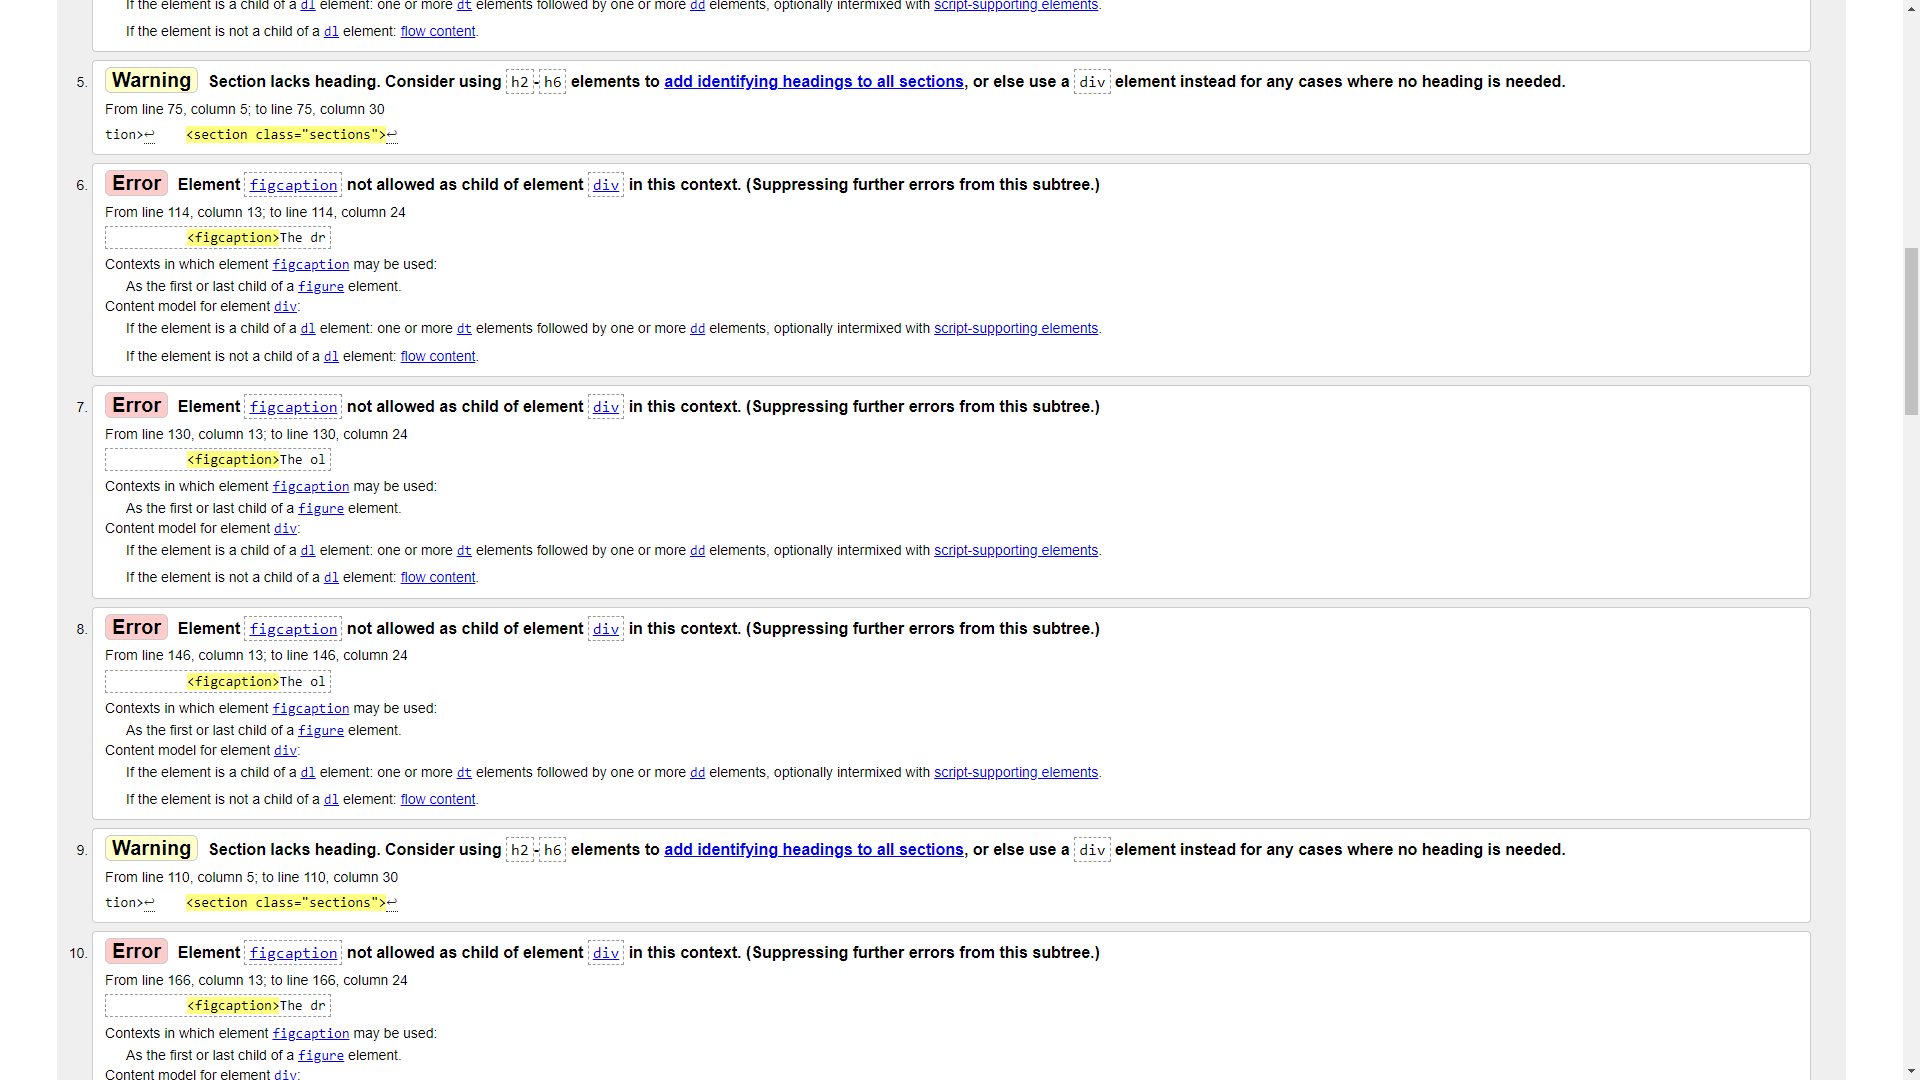 If the element is a child of a dl element: one or more dt elements followed by one or more dd elements, optionally intermixed with script-supporting elements.
If the element is not a child of a dl element: flow content.
5. Warning Section lacks heading. Consider using h2-h6 elements to add identifying headings to all sections, or else use a div element instead for any cases where no heading is needed.
From line 75, column 5; to line 75, column 30
tion>↩    <section class="sections">↩
6. Error Element figcaption not allowed as child of element div in this context. (Suppressing further errors from this subtree.)
From line 114, column 13; to line 114, column 24
<figcaption>The dr
Contexts in which element figcaption may be used:
As the first or last child of a figure element.
Content model for element div:
If the element is a child of a dl element: one or more dt elements followed by one or more dd elements, optionally intermixed with script-supporting elements.
If the element is not a child of a dl element: flow content.
7. Error Element figcaption not allowed as child of element div in this context. (Suppressing further errors from this subtree.)
From line 130, column 13; to line 130, column 24
<figcaption>The ol
Contexts in which element figcaption may be used:
As the first or last child of a figure element.
Content model for element div:
If the element is a child of a dl element: one or more dt elements followed by one or more dd elements, optionally intermixed with script-supporting elements.
If the element is not a child of a dl element: flow content.
8. Error Element figcaption not allowed as child of element div in this context. (Suppressing further errors from this subtree.)
From line 146, column 13; to line 146, column 24
<figcaption>The ol
Contexts in which element figcaption may be used:
As the first or last child of a figure element.
Content model for element div:
If the element is a child of a dl element: one or more dt elements followed by one or more dd elements, optionally intermixed with script-supporting elements.
If the element is not a child of a dl element: flow content.
9. Warning Section lacks heading. Consider using h2-h6 elements to add identifying headings to all sections, or else use a div element instead for any cases where no heading is needed.
From line 110, column 5; to line 110, column 30
tion>↩    <section class="sections">↩
10. Error Element figcaption not allowed as child of element div in this context. (Suppressing further errors from this subtree.)
From line 166, column 13; to line 166, column 24
<figcaption>The dr
Contexts in which element figcaption may be used:
As the first or last child of a figure element.
Content model for element div: